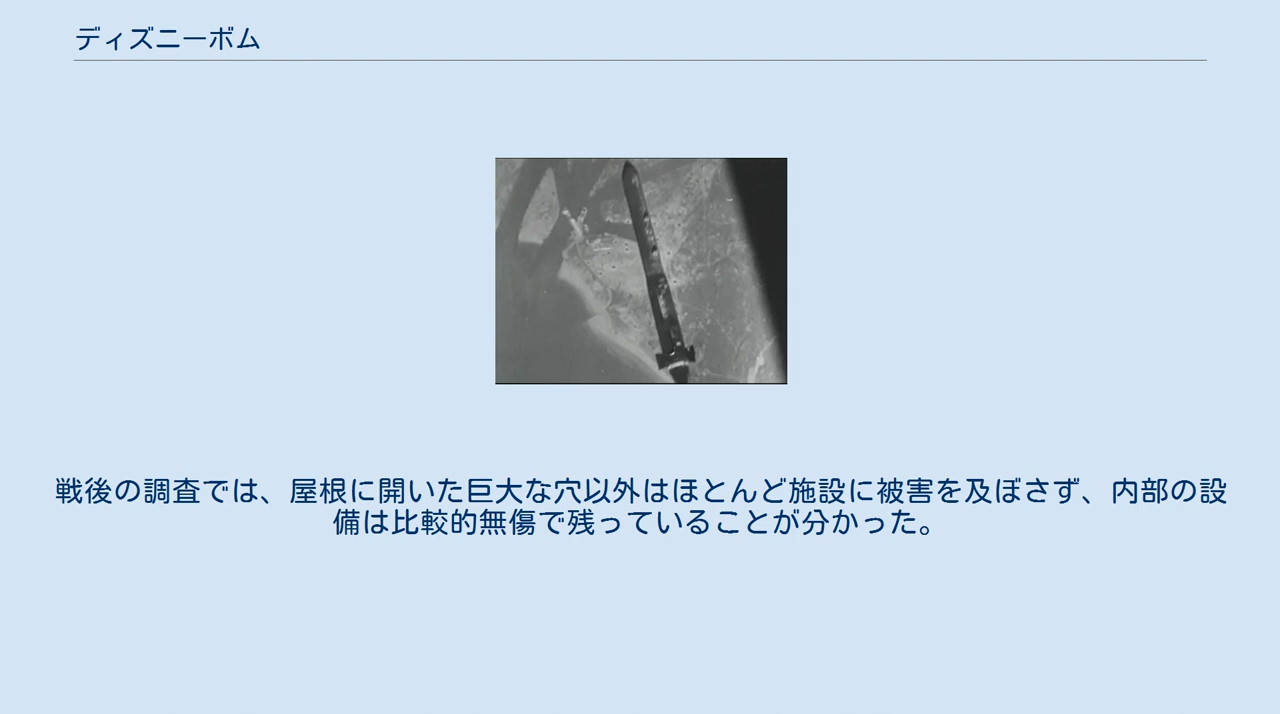 ディズニーボム
戦後の調査では、屋根に開いた巨大な穴以外はほとんど施設に被害を及ぼさず、内部の設
備は比較的無傷で残っていることが分かった。